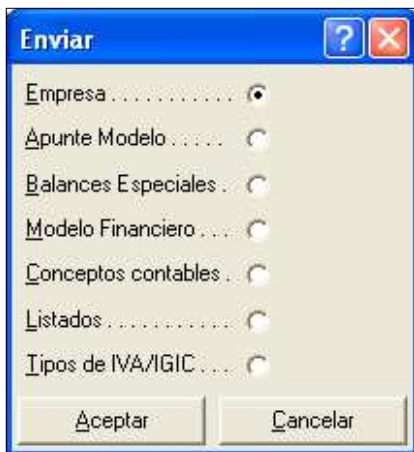 Enviar
Empresa . . . . . . . . . . .
Apunte Modelo . . . . .
Balances Especiales .
Modelo Financiero . . .
Conceptos contables .
Listados . . . . . . . . . . .
Tipos de IVA/IGIC . . .
Aceptar Cancelar